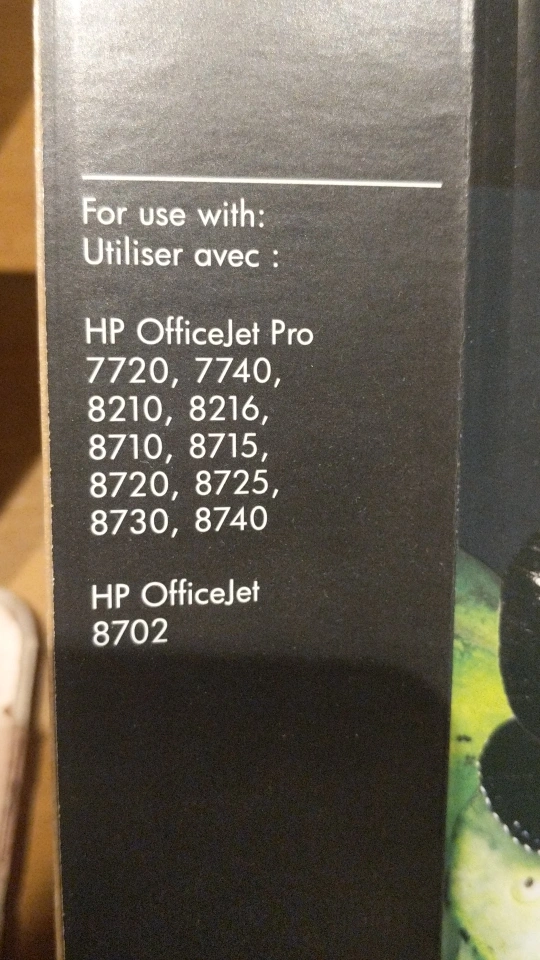 For use with:
Utiliser avec :
HP OfficeJet Pro
7720, 7740,
8210, 8216,
8710, 8715,
8720, 8725,
8730, 8740
HP OfficeJet
8702